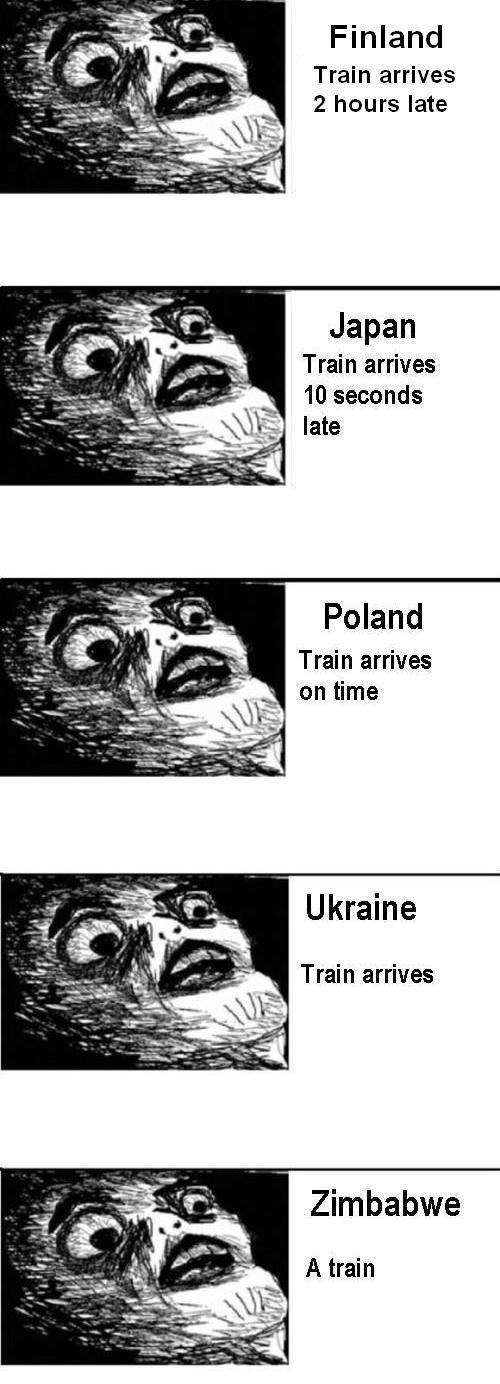 Finland
Train arrives
2 hours late
Japan
Train arrives
10 seconds
late
Poland
Train arrives
on time
Ukraine
Train arrives
Zimbabwe
A train